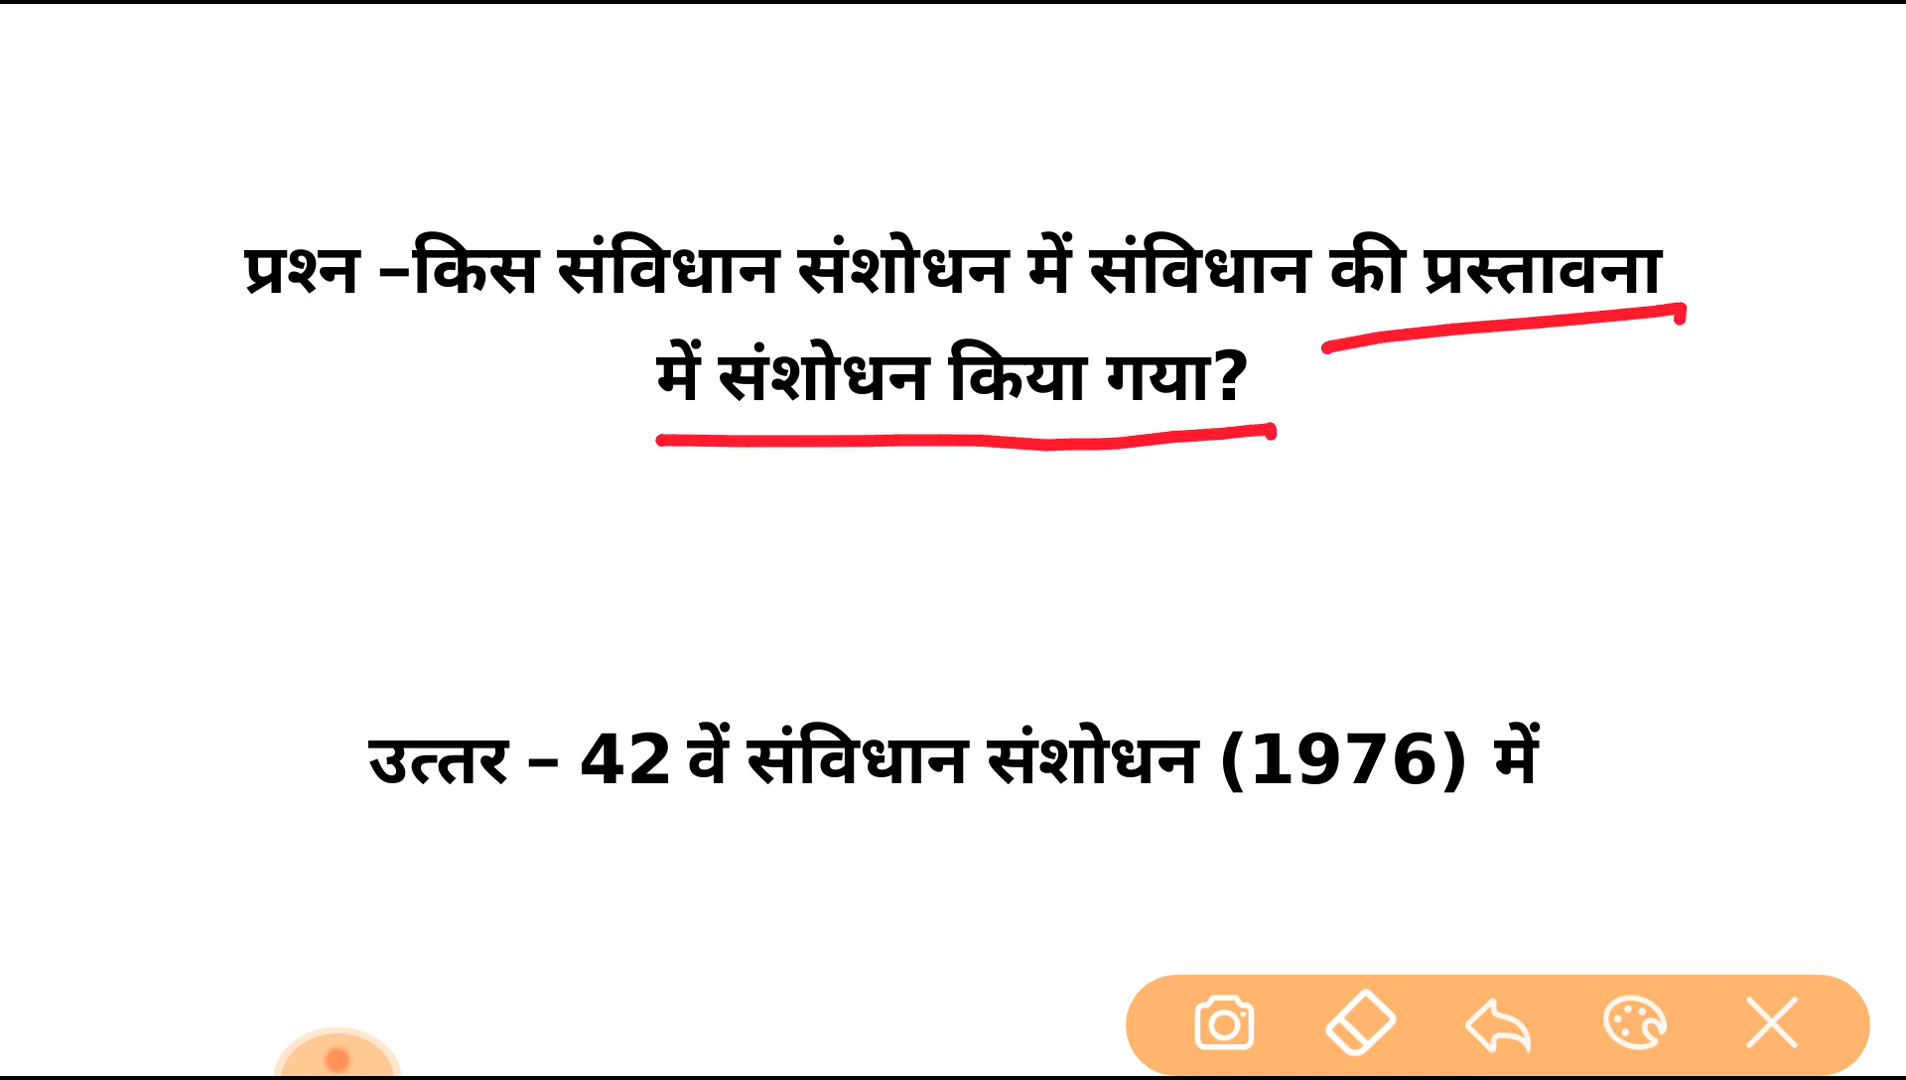 प्रश्न –किस संविधान संशोधन में संविधान की प्रस्तावना
में संशोधन किया गया?
उत्तर – 42 वें संविधान संशोधन (1976) में